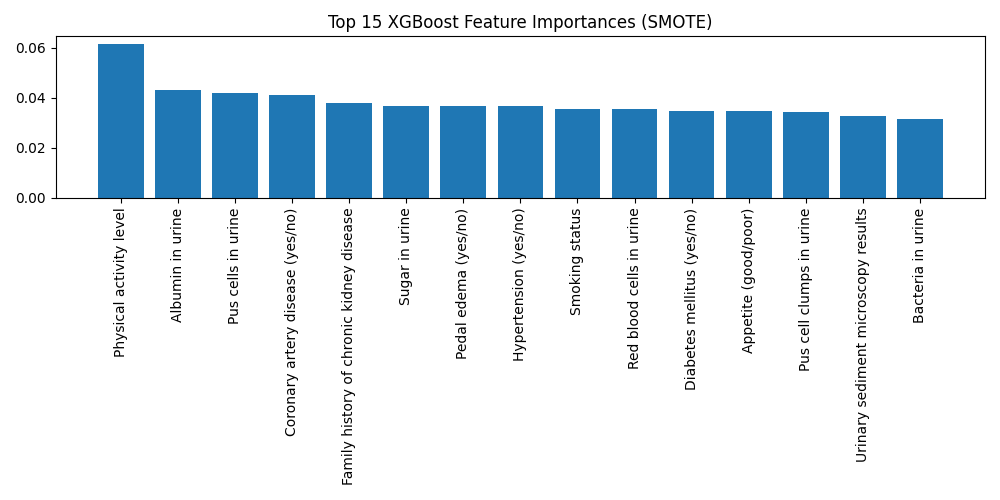 Top 15 XGBoost Feature Importances (SMOTE)
0.06
0.04
0.02
0.00
Physical activity level
Albumin in urine
Pus cells in urine
Coronary artery disease (yes/no)
Family history of chronic kidney disease
Sugar in urine
Pedal edema (yes/no)
Hypertension (yes/no)
Smoking status
Red blood cells in urine
Diabetes mellitus (yes/no)
Appetite (good/poor)
Pus cell clumps in urine
Urinary sediment microscopy results
Bacteria in urine